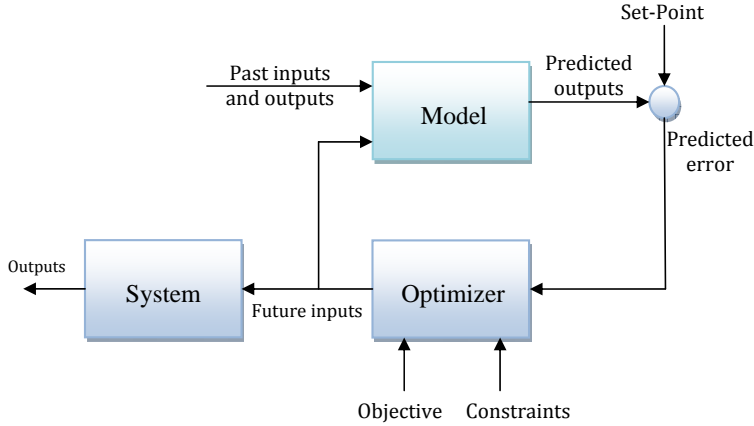 Set-Point
Past inputs
and outputs
Model
Predicted
outputs
Predicted
error
Outputs
System
Future inputs
Optimizer
Objective
Constraints